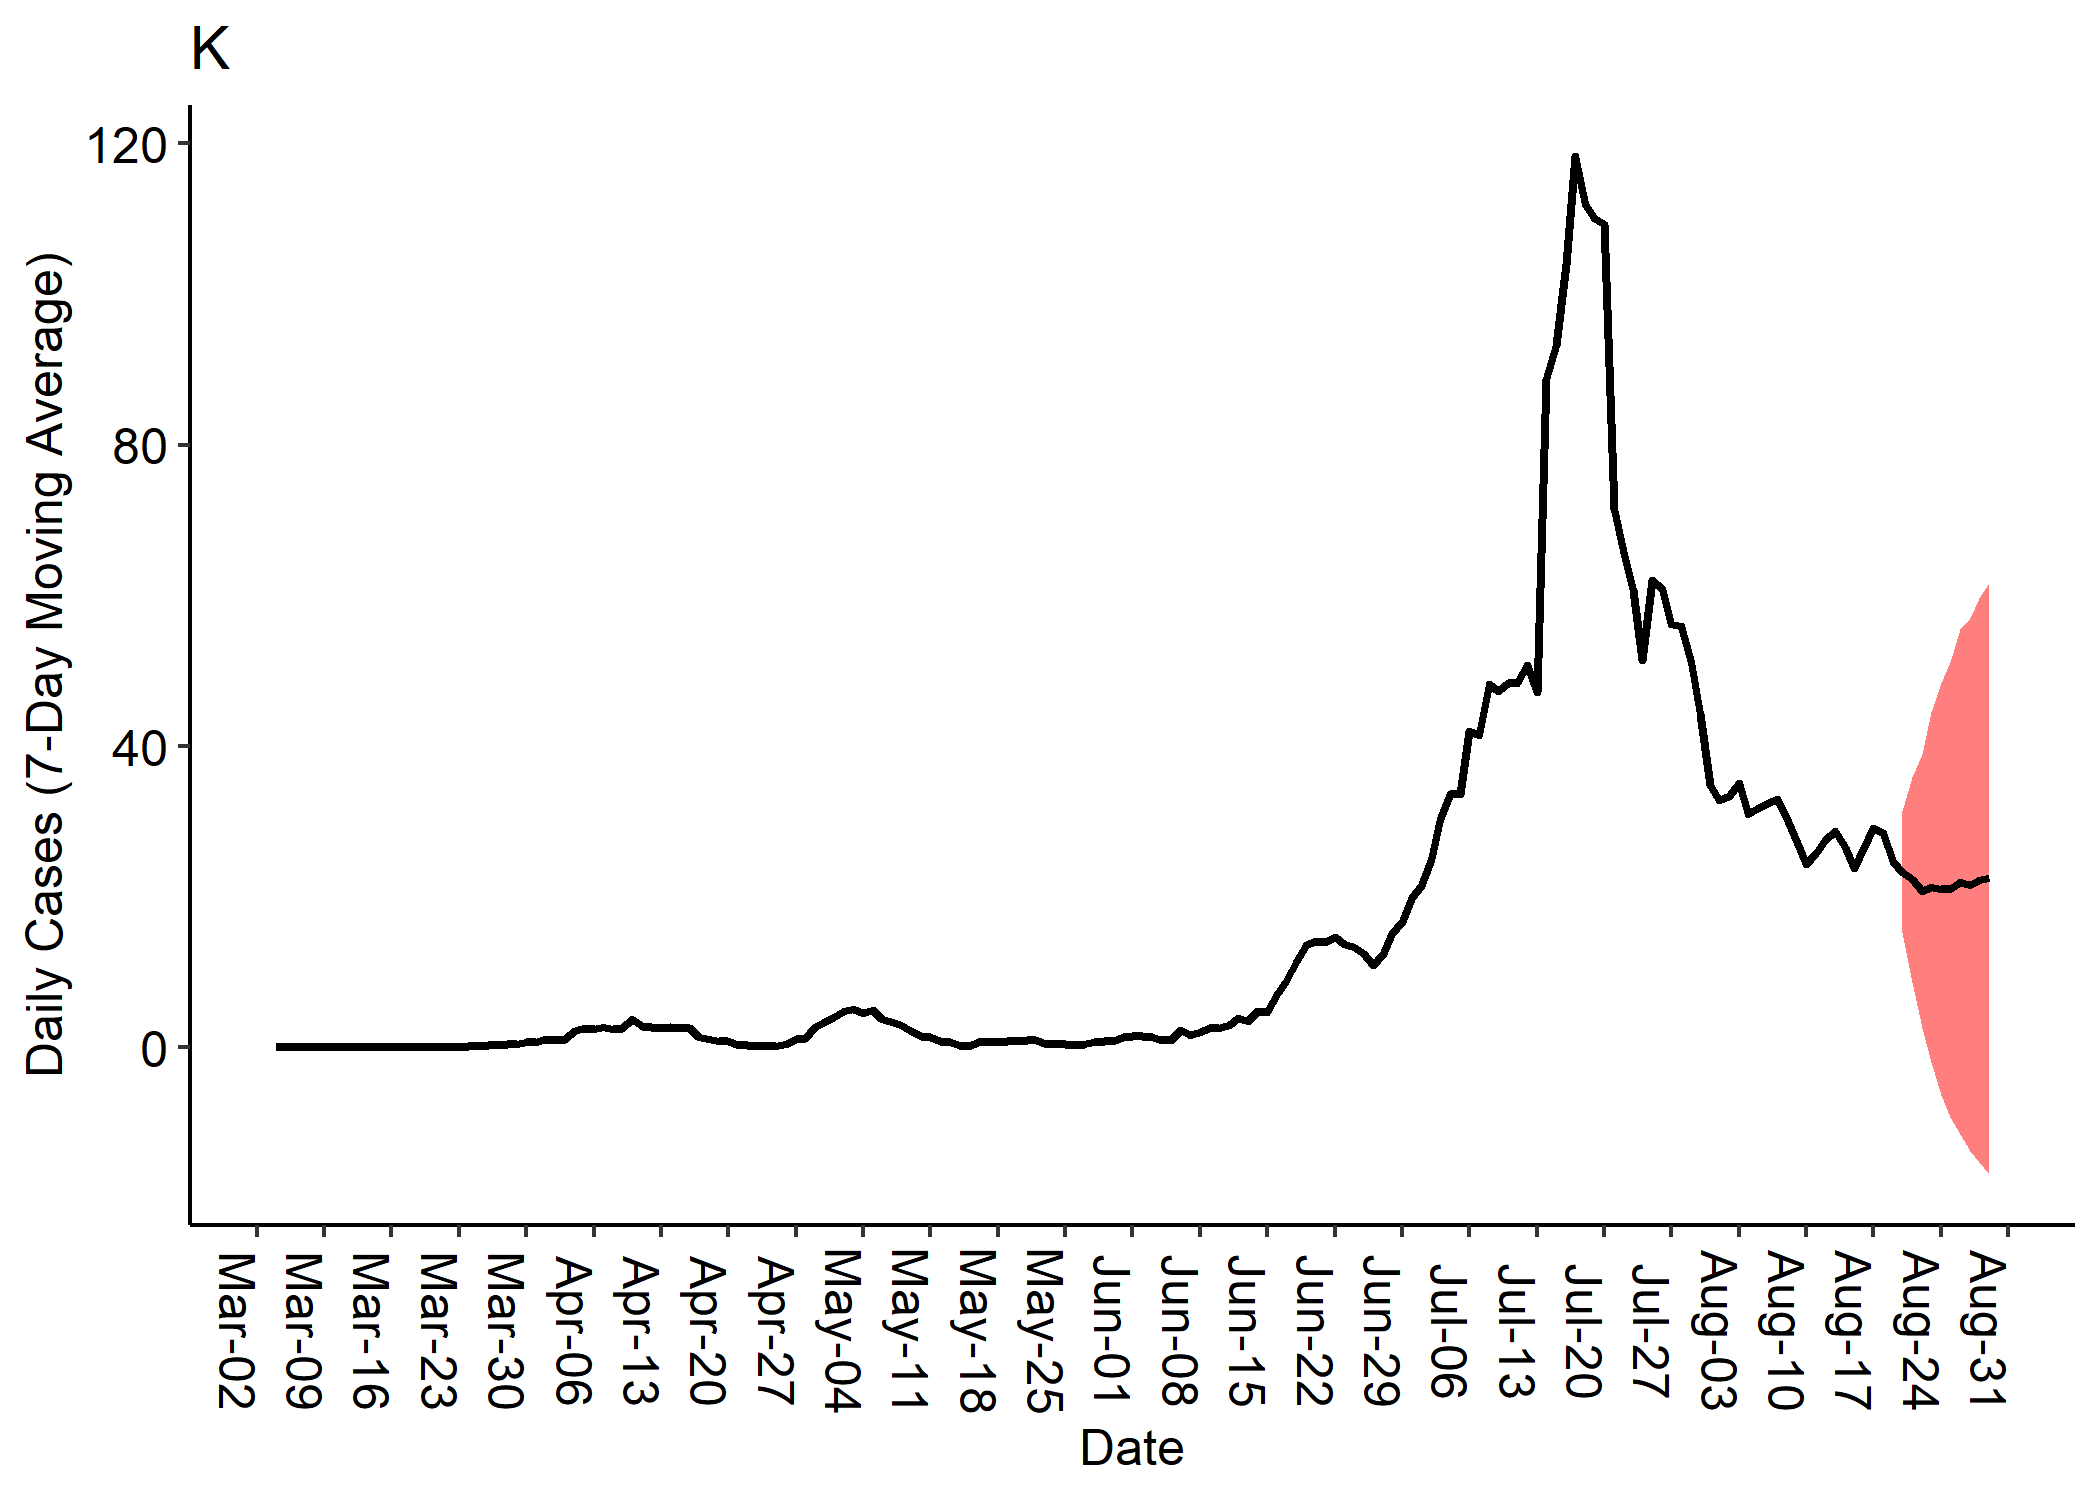 K
Daily Cases (7-Day Moving Average)
120
80
40
0
Mar-02
Mar-09
Mar-16
Mar-23
Mar-30
Apr-06
Apr-13
Apr-20
Apr-27
May-04
May-11
May-18
May-25
Jun-01
Jun-08
Jun-15
Jun-22
Jun-29
Jul-06
Jul-13
Jul-20
Jul-27
Aug-03
Aug-10
Aug-17
Aug-24
Aug-31
Date